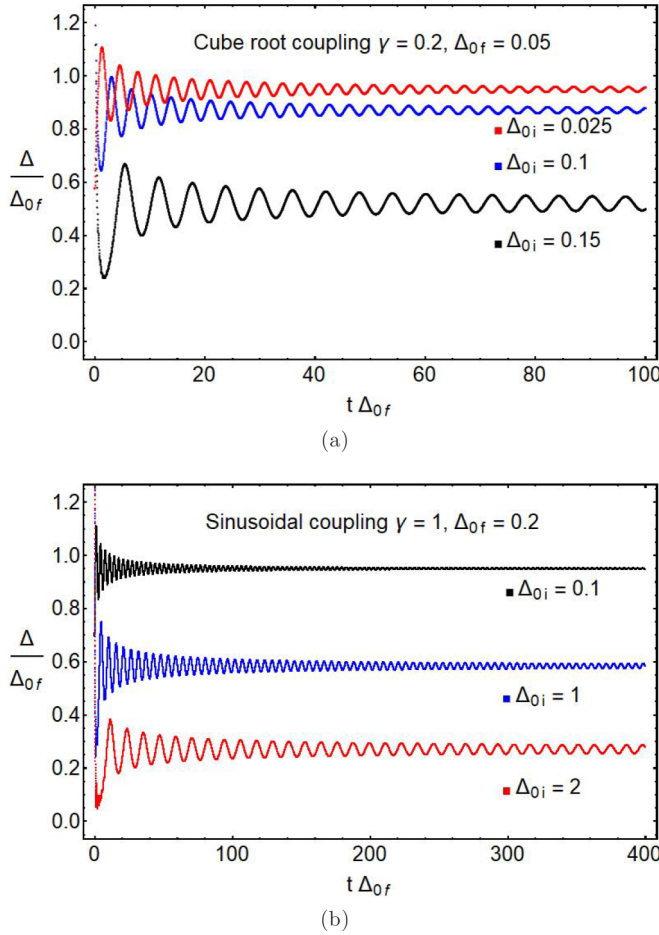 Cube root coupling γ = 0.2, Δ0f = 0.05
1.2
1.0
0.8
0.6
0.4
0.2
0.0
Δ
Δ0f
Δ0i = 0.025
Δ0i = 0.1
Δ0i = 0.15
0 20 40 60 80 100
t Δ0f
(a)
Sinusoidal coupling γ = 1, Δ0f = 0.2
1.2
1.0
0.8
0.6
0.4
0.2
0.0
Δ
Δ0f
Δ0i = 0.1
Δ0i = 1
Δ0i = 2
0 100 200 300 400
t Δ0f
(b)